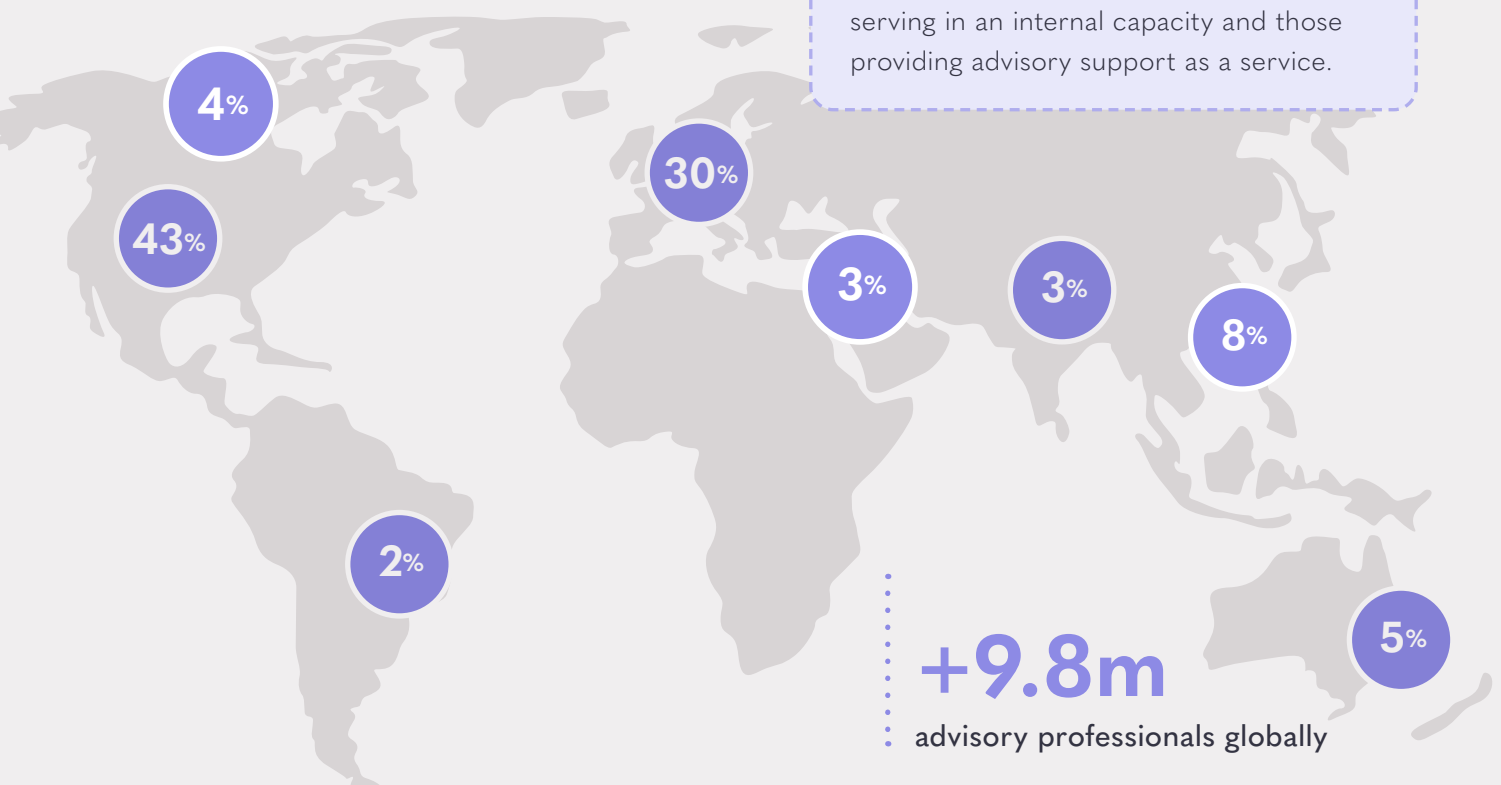 serving in an internal capacity and those
providing advisory support as a service.
4%
30%
43%
3%
3%
8%
2%
5%
+9.8m
advisory professionals globally